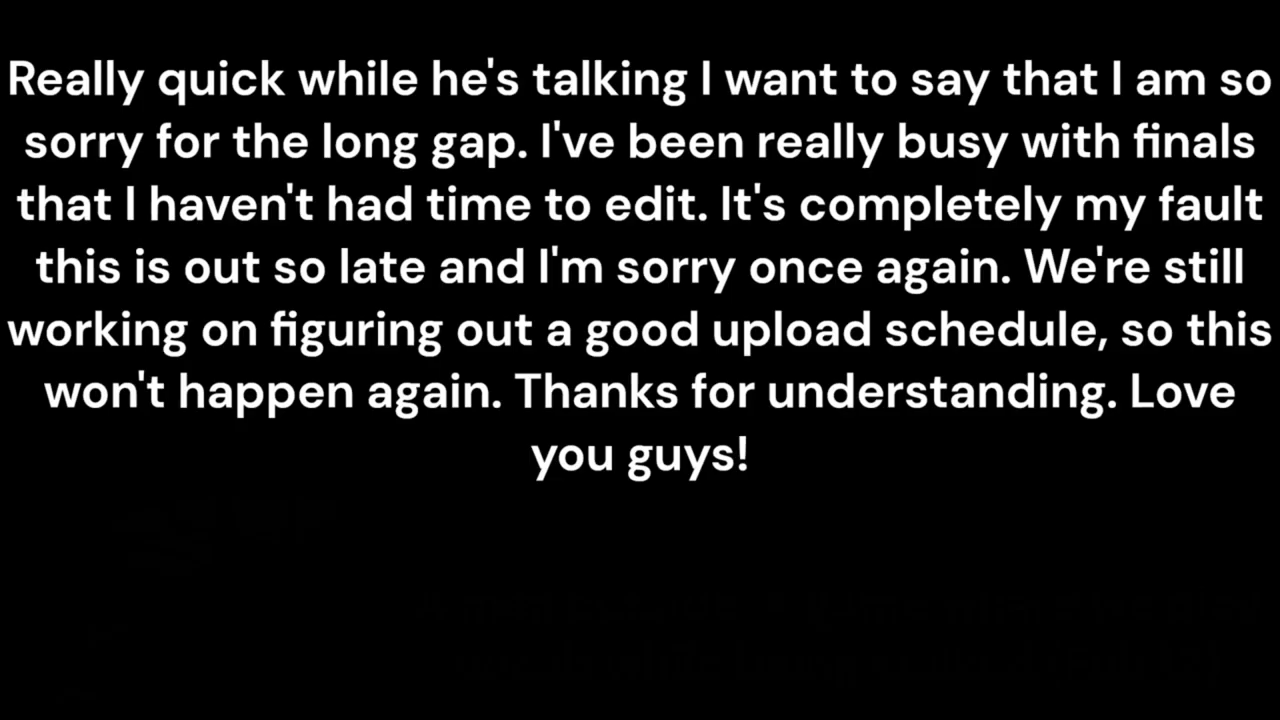 Really quick while he's talking I want to say that I am so
sorry for the long gap. I've been really busy with finals
that I haven't had time to edit. It's completely my fault
this is out so late and I'm sorry once again. We're still
working on figuring out a good upload schedule, so this
won't happen again. Thanks for understanding. Love
you guys!